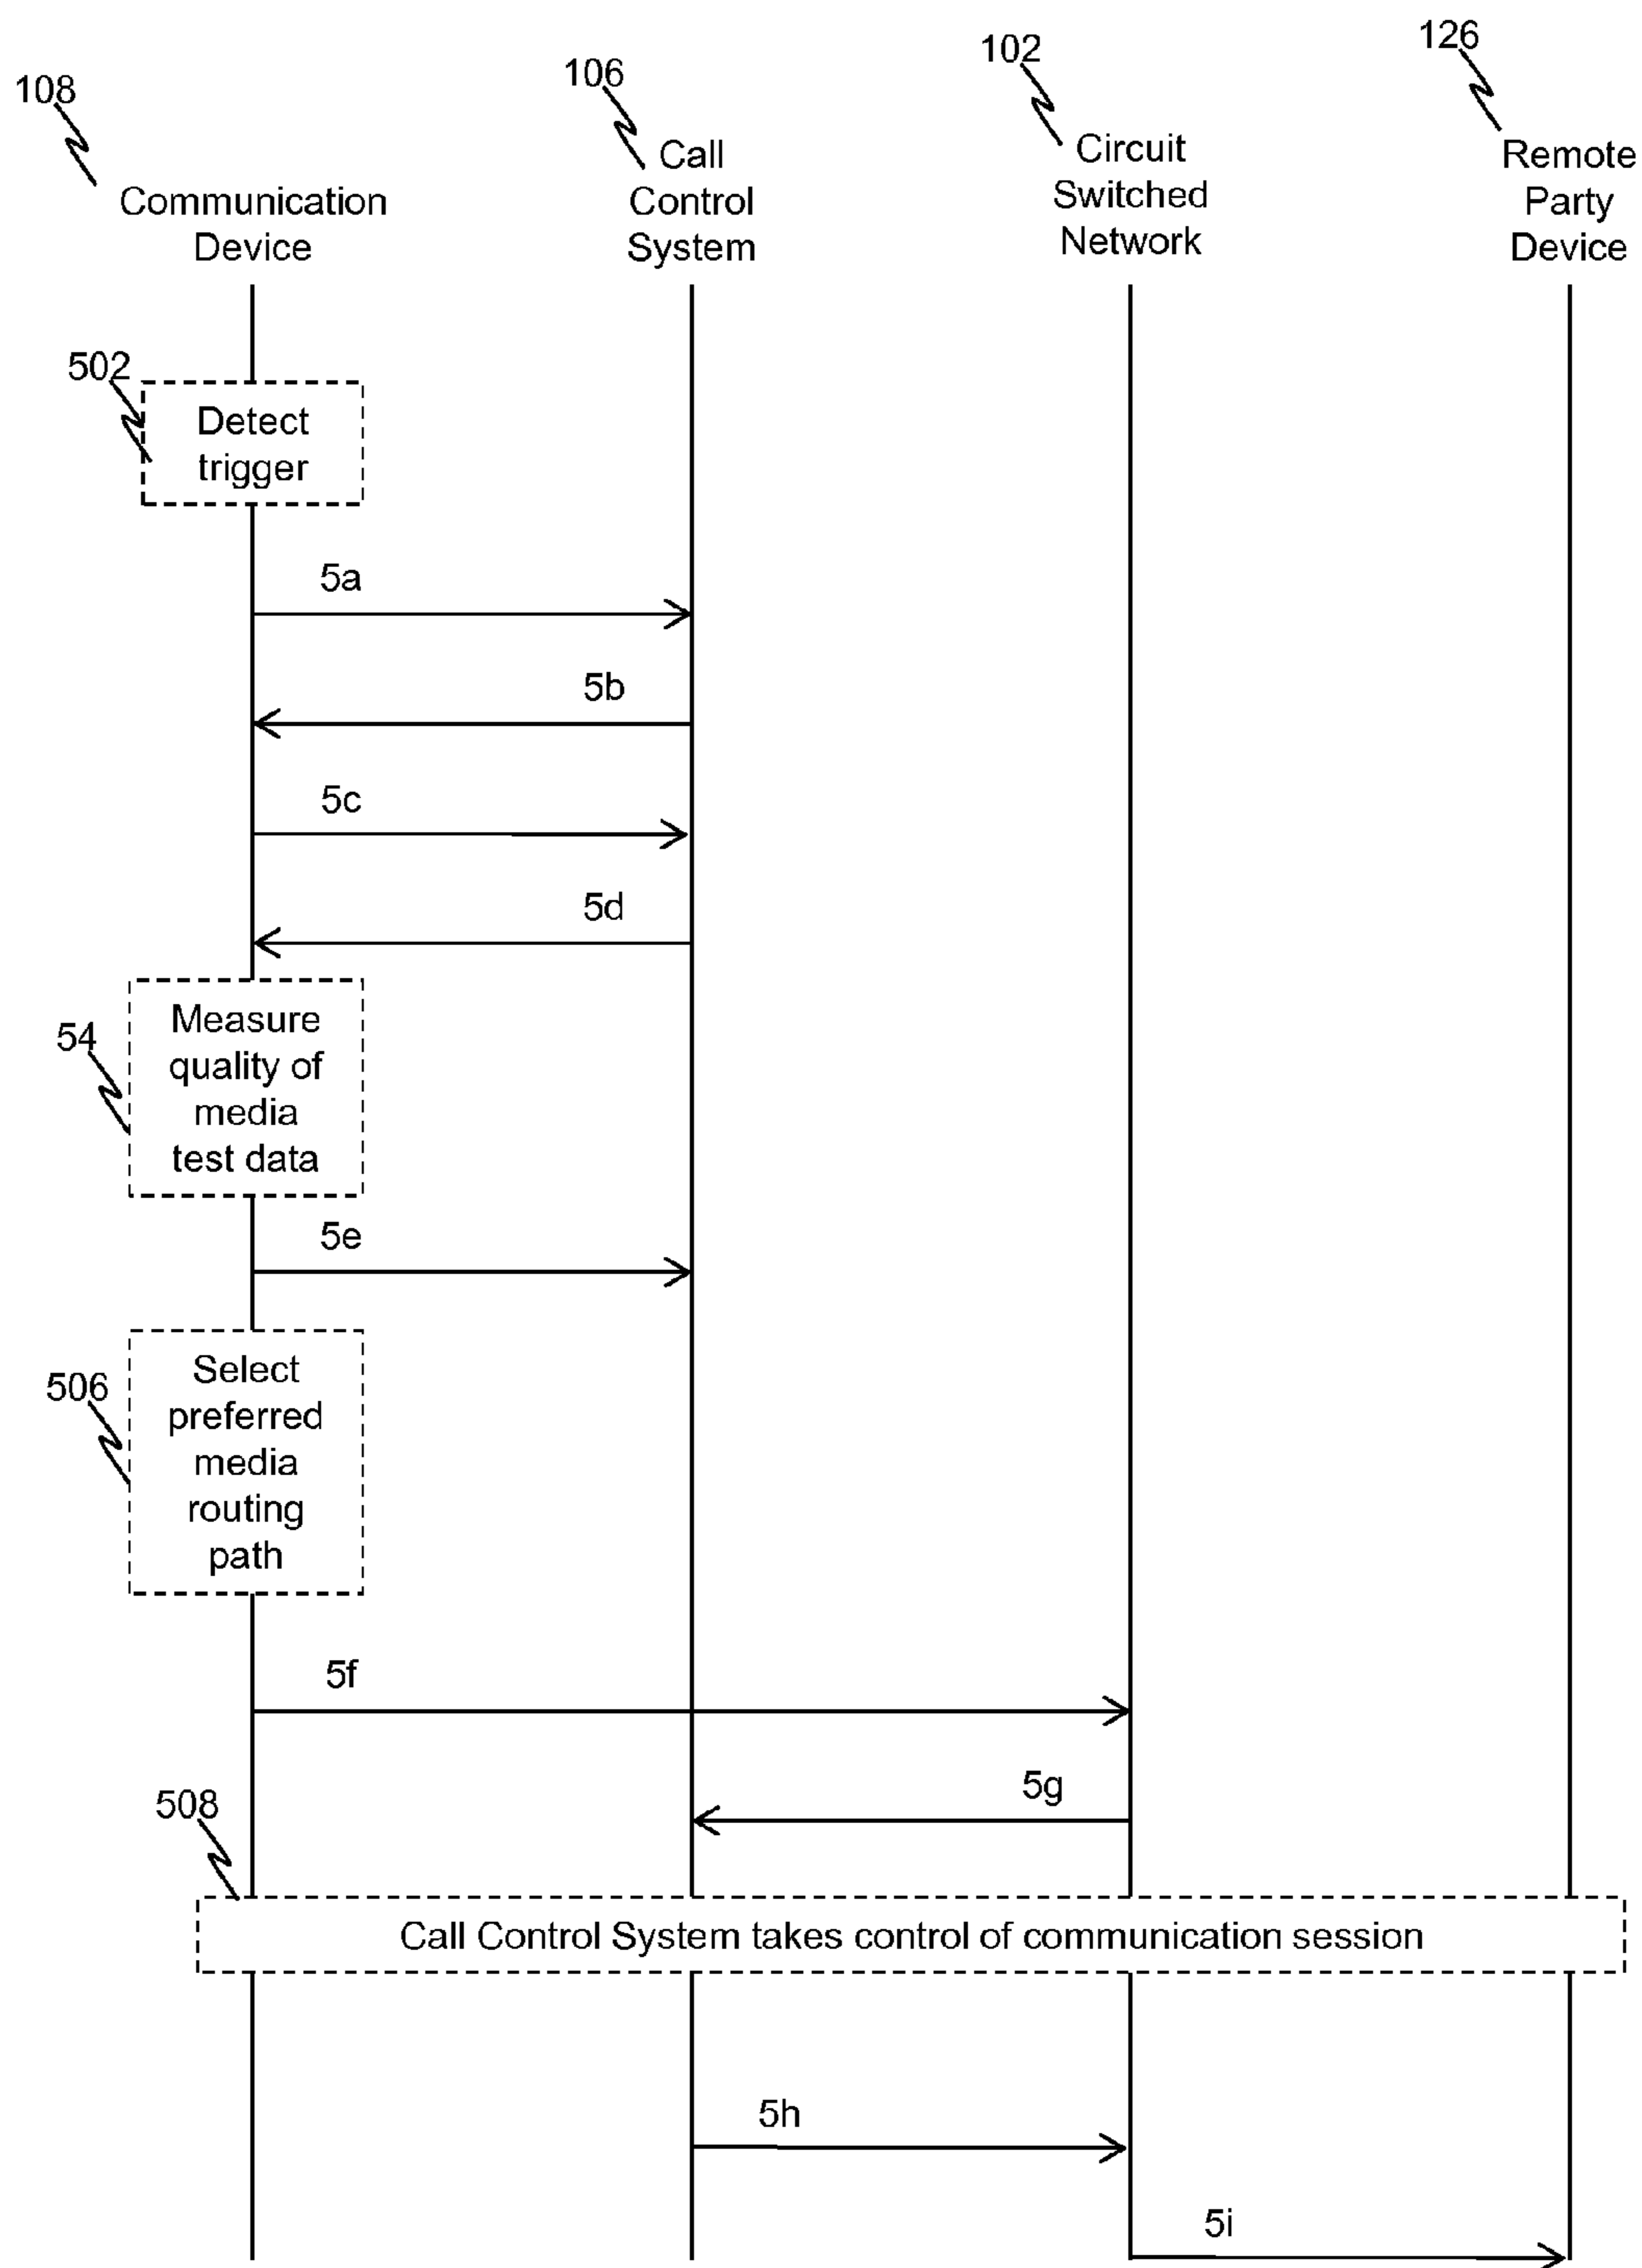 126
102
106
108
Call
Control
System
Circuit
Switched
Network
Remote
Party
Device
Communication
Device
502
Detect
trigger
5a
5b
5c
5d
54
Measure
quality of
media
test data
5e
506
Select
preferred
media
routing
path
5f
5g
508
Call Control System takes control of communication session
5h
5i